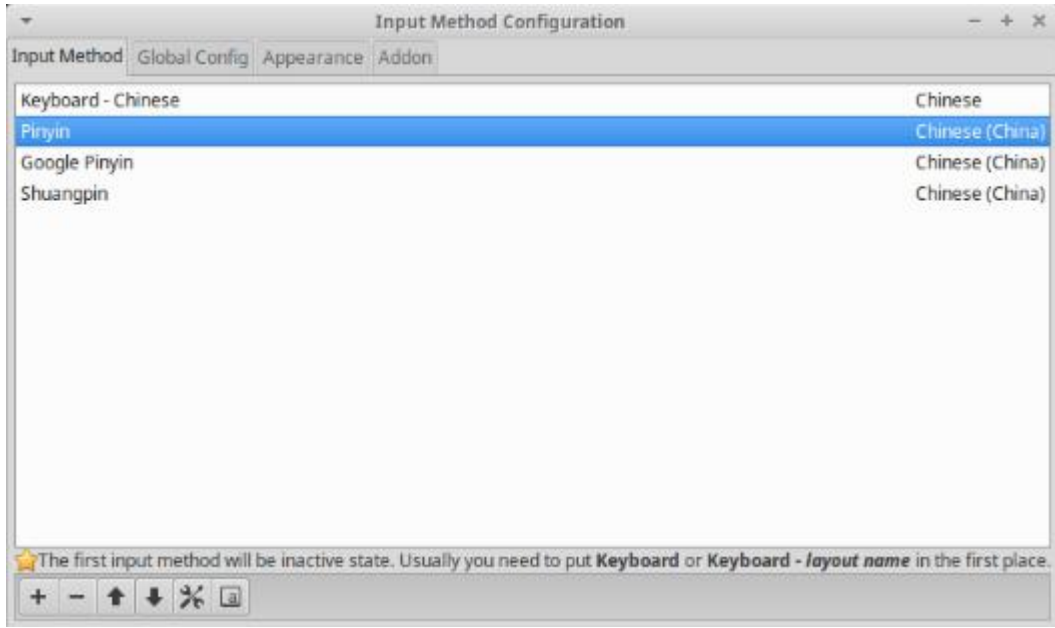 Input Method Configuration
Input Method Global Config Appearance Addon
Keyboard - Chinese Chinese
Pinyin Chinese (China)
Google Pinyin Chinese (China)
Shuangpin Chinese (China)
The first input method will be inactive state. Usually you need to put Keyboard or Keyboard - layout name in the first place.
a